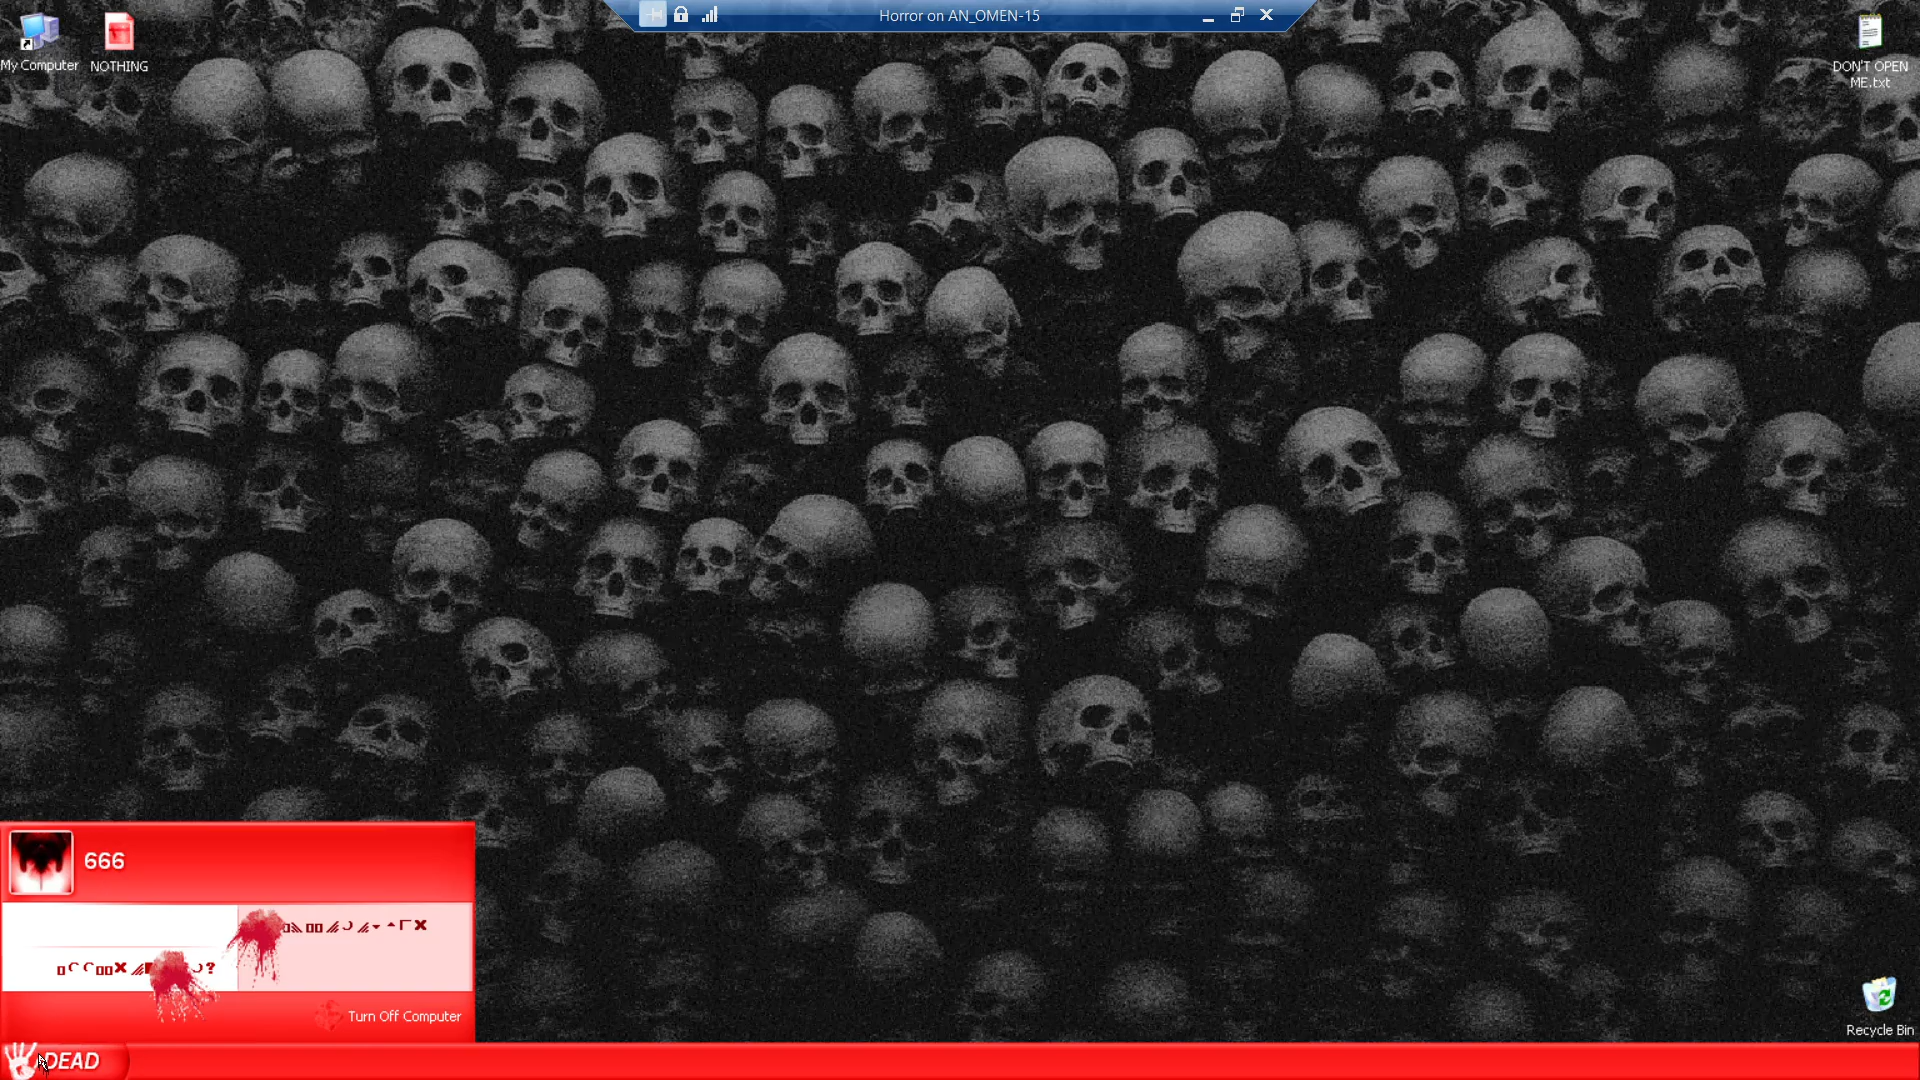 Horror on AN_OMEN-15
My Computer
NOTHING
DON'T OPEN
ME.txt
666
Turn Off Computer
Recycle Bin
DEAD